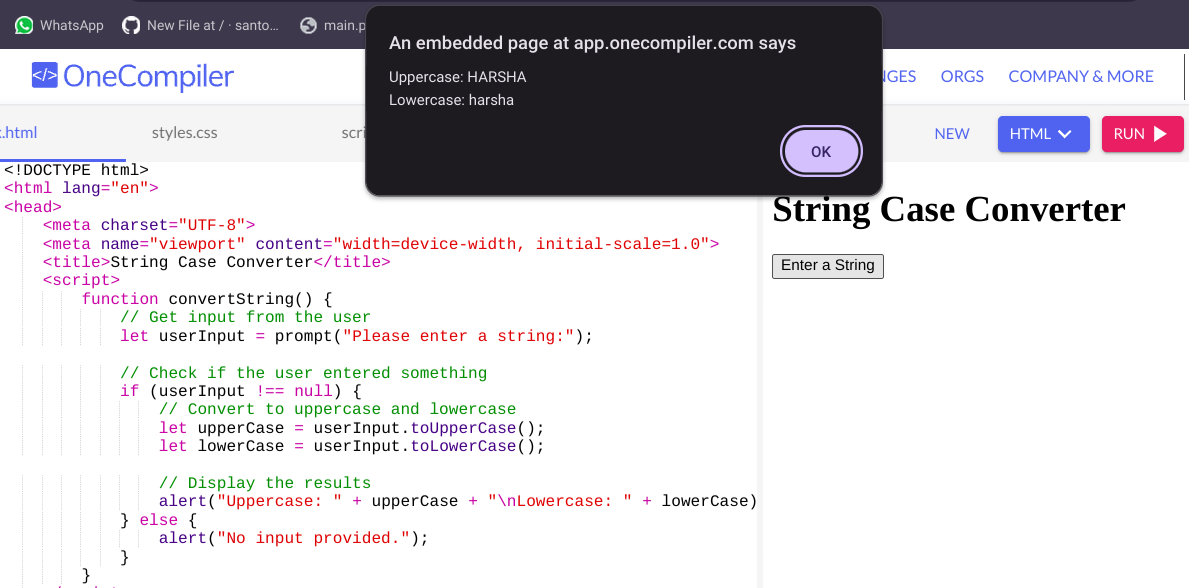 WhatsApp
New File at / · santo...
main.p
An embedded page at app.onecompiler.com says
Uppercase: HARSHA
Lowercase: harsha
OK
</> OneCompiler
NGES
ORGS
COMPANY & MORE
.html
styles.css
scri
NEW
HTML
RUN
<!DOCTYPE html>
<html lang="en">
<head>
    <meta charset="UTF-8">
    <meta name="viewport" content="width=device-width, initial-scale=1.0">
    <title>String Case Converter</title>
    <script>
        function convertString() {
            // Get input from the user
            let userInput = prompt("Please enter a string:");
            // Check if the user entered something
            if (userInput !== null) {
                // Convert to uppercase and lowercase
                let upperCase = userInput.toUpperCase();
                let lowerCase = userInput.toLowerCase();
                // Display the results
                alert("Uppercase: " + upperCase + "\nLowercase: " + lowerCase)
            } else {
                alert("No input provided.");
            }
        }
String Case Converter
Enter a String